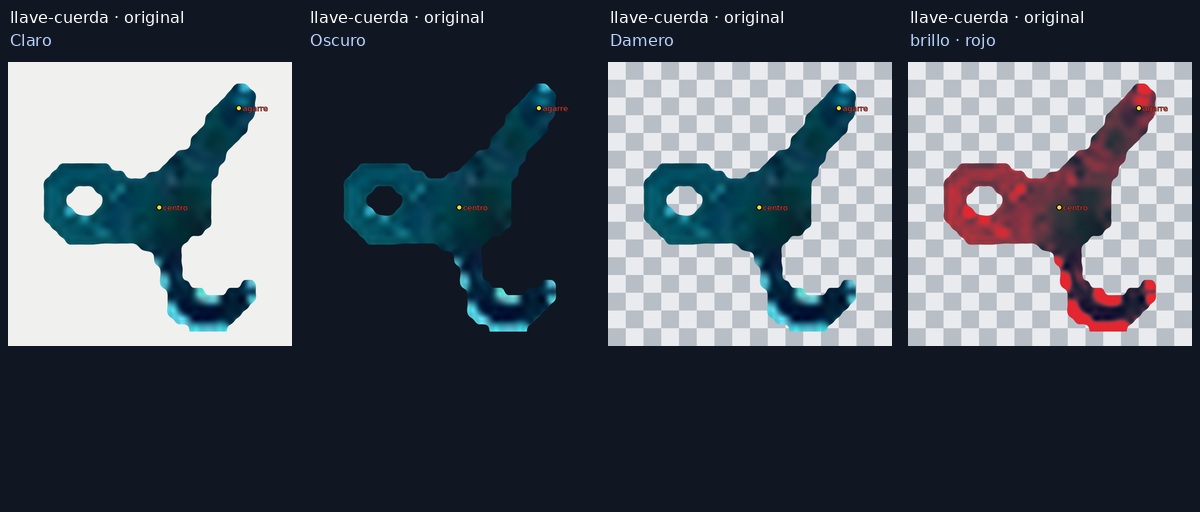 llave-cuerda · original
Claro
llave-cuerda · original
Oscuro
llave-cuerda · original
Damero
llave-cuerda · original
brillo · rojo
agarre
agarre
agarre
agarre
centro
centro
centro
centro